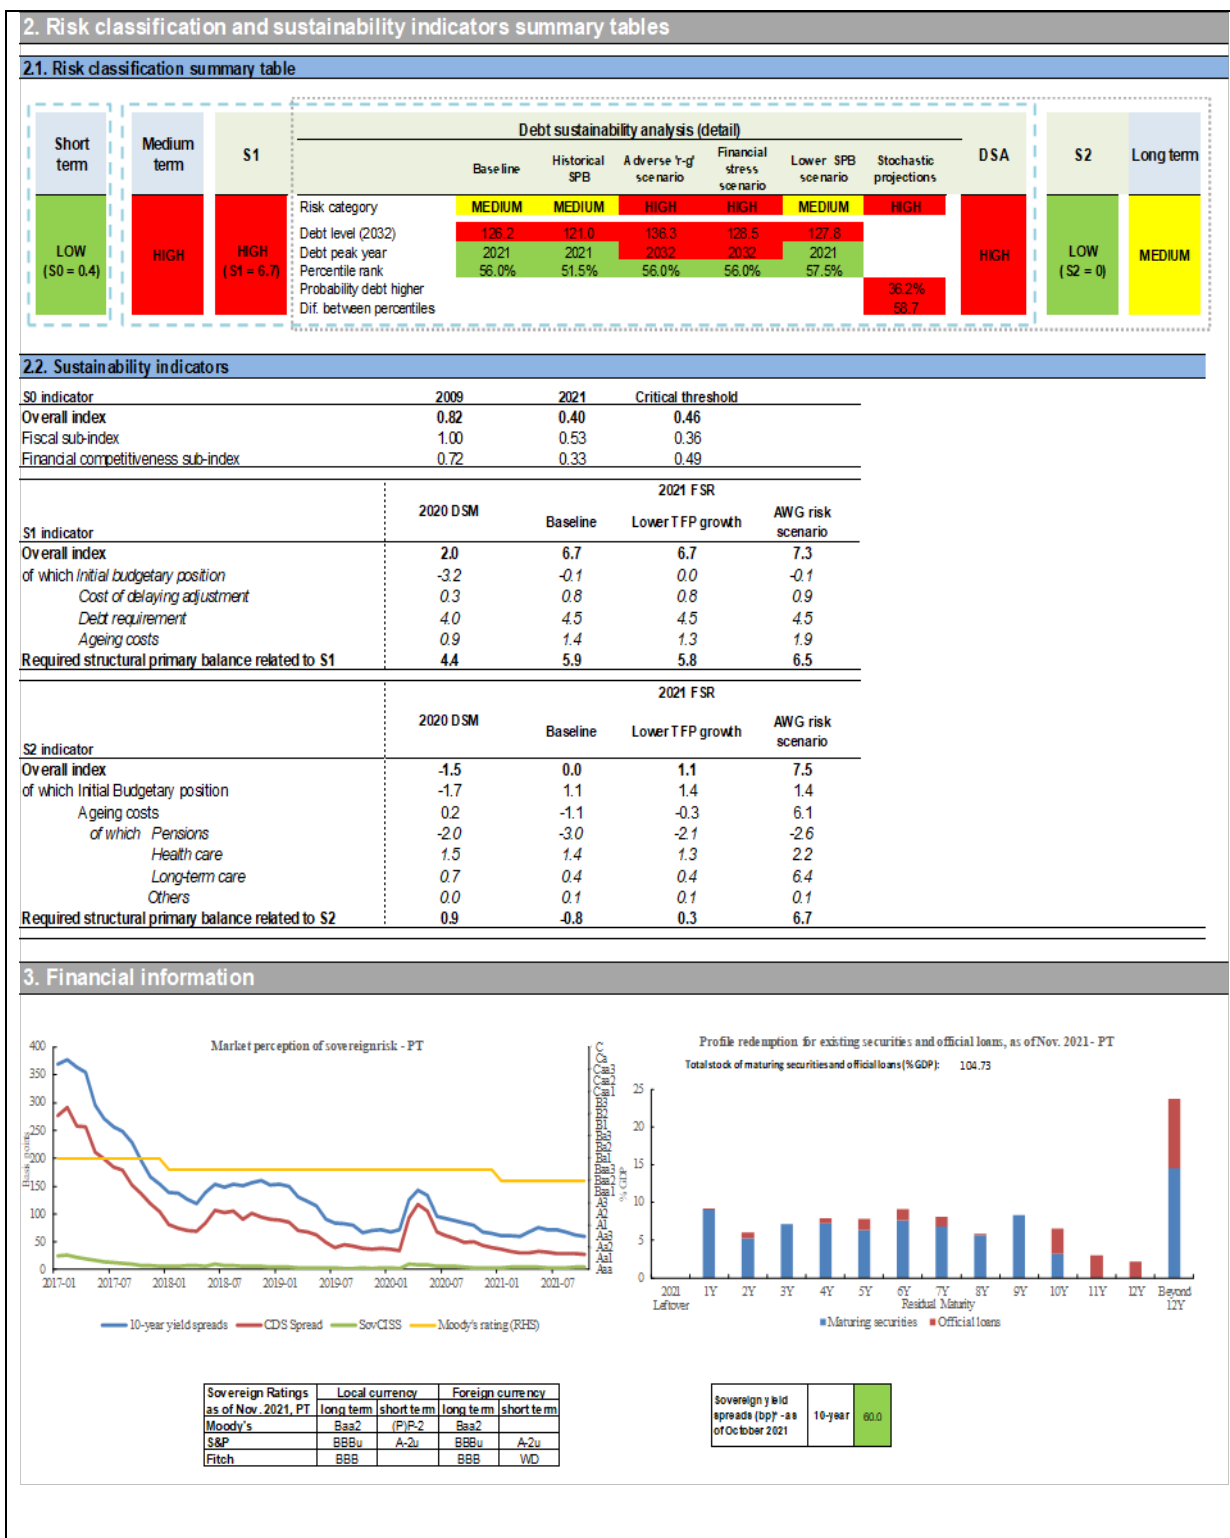 2. Risk classification and sustainability indicators summary tables
2.1. Risk classification summary table
Short term
Medium term
S1
Debt sustainability analysis (detail)
DSA
S2
Long term
Baseline
Historical SPB
Adverse 'r-g' scenario
Financial stress scenario
Lower SPB scenario
Stochastic projections
LOW (S0 = 0.4)
HIGH
HIGH (S1 = 6.7)
Risk category MEDIUM MEDIUM HIGH HIGH MEDIUM HIGH
Debt level (2032) 126.2 121.0 136.3 128.5 127.8
Debt peak year 2021 2021 2032 2032 2021
Percentile rank 56.0% 51.5% 56.0% 56.0% 57.5%
Probability debt higher 36.2%
Dif. between percentiles 58.7
HIGH
LOW (S2 = 0)
MEDIUM
2.2. Sustainability indicators
S0 indicator 2009 2021 Critical threshold
Overall index 0.82 0.40 0.46
Fiscal sub-index 1.00 0.53 0.36
Financial competitiveness sub-index 0.72 0.33 0.49
2021 FSR
S1 indicator 2020 DSM Baseline Lower TFP growth AWG risk scenario
Overall index 2.0 6.7 6.7 7.3
of which Initial budgetary position -3.2 -0.1 0.0 -0.1
Cost of delaying adjustment 0.3 0.8 0.8 0.9
Debt requirement 4.0 4.5 4.5 4.5
Ageing costs 0.9 1.4 1.3 1.9
Required structural primary balance related to S1 4.4 5.9 5.8 6.5
2021 FSR
S2 indicator 2020 DSM Baseline Lower TFP growth AWG risk scenario
Overall index -1.5 0.0 1.1 7.5
of which Initial Budgetary position -1.7 1.1 1.4 1.4
Ageing costs 0.2 -1.1 -0.3 6.1
of which Pensions -2.0 -3.0 -2.1 -2.6
Health care 1.5 1.4 1.3 2.2
Long-term care 0.7 0.4 0.4 6.4
Others 0.0 0.1 0.1 0.1
Required structural primary balance related to S2 0.9 -0.8 0.3 6.7
3. Financial information
Market perception of sovereign risk - PT
Basis points
400
350
300
250
200
150
100
50
0
C
Ca
Caa3
Caa2
Caa1
B3
B2
B1
Ba3
Ba2
Ba1
Baa3
Baa2
Baa1
A3
A2
A1
Aa3
Aa2
Aa1
Aaa
2017-01 2017-07 2018-01 2018-07 2019-01 2019-07 2020-01 2020-07 2021-01 2021-07
10-year yield spreads CDS Spread SovCISS Moody's rating (RHS)
Profile redemption for existing securities and official loans, as of Nov. 2021 - PT
Total stock of maturing securities and official loans (% GDP): 104.73
% GDP
25
20
15
10
5
0
2021 Leftover 1Y 2Y 3Y 4Y 5Y 6Y 7Y 8Y 9Y 10Y 11Y 12Y Beyond 12Y
Residual Maturity
Maturing securities Official loans
Sovereign Ratings as of Nov. 2021, PT Local currency Foreign currency
long term short term long term short term
Moody's Baa2 (P)P-2 Baa2
S&P BBBu A-2u BBBu A-2u
Fitch BBB BBB WD
Sovereign yield spreads (bp)* - as of October 2021 10-year 60.0